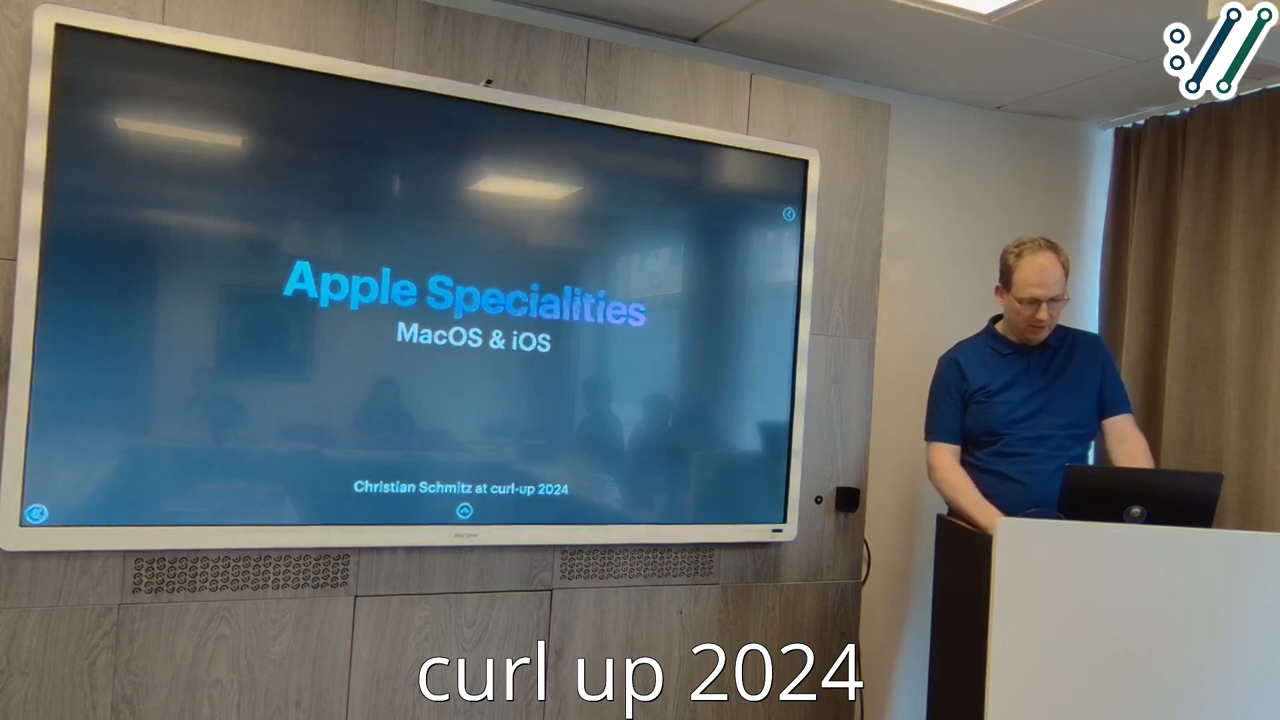 Apple Specialities
MacOS & iOS
Christian Schmitz at curl-up 2024
curl up 2024